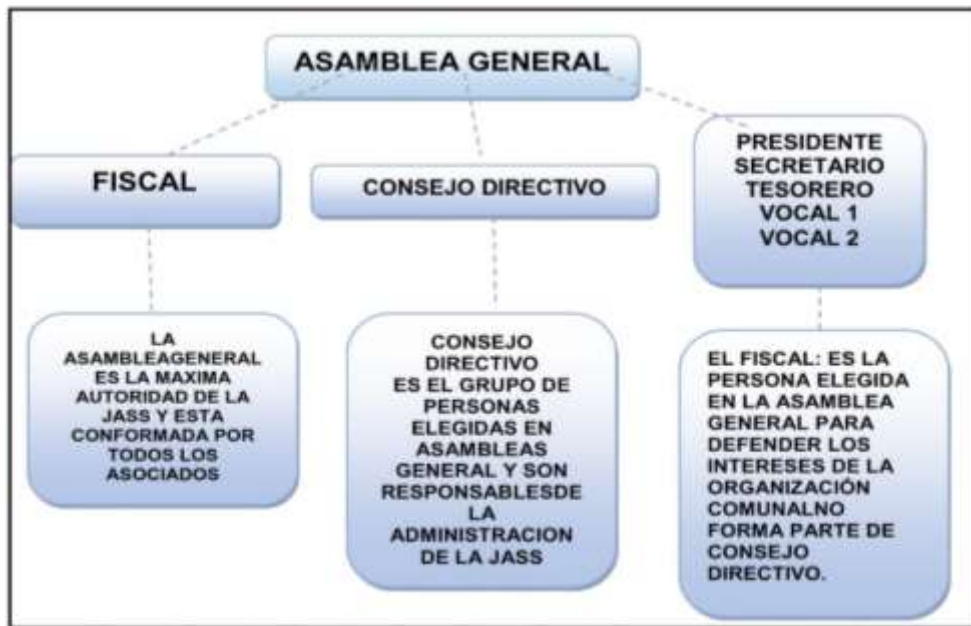 ASAMBLEA GENERAL
FISCAL
CONSEJO DIRECTIVO
PRESIDENTE
SECRETARIO
TESORERO
VOCAL 1
VOCAL 2
LA
ASAMBLEAGENERAL
ES LA MAXIMA
AUTORIDAD DE LA
JASS Y ESTA
CONFORMADA POR
TODOS LOS
ASOCIADOS
CONSEJO
DIRECTIVO
ES EL GRUPO DE
PERSONAS
ELEGIDAS EN
ASAMBLEAS
GENERAL Y SON
RESPONSABLESDE
LA
ADMINISTRACION
DE LA JASS
EL FISCAL: ES LA
PERSONA ELEGIDA
EN LA ASAMBLEA
GENERAL PARA
DEFENDER LOS
INTERESES DE LA
ORGANIZACIÓN
COMUNALNO
FORMA PARTE DE
CONSEJO
DIRECTIVO.